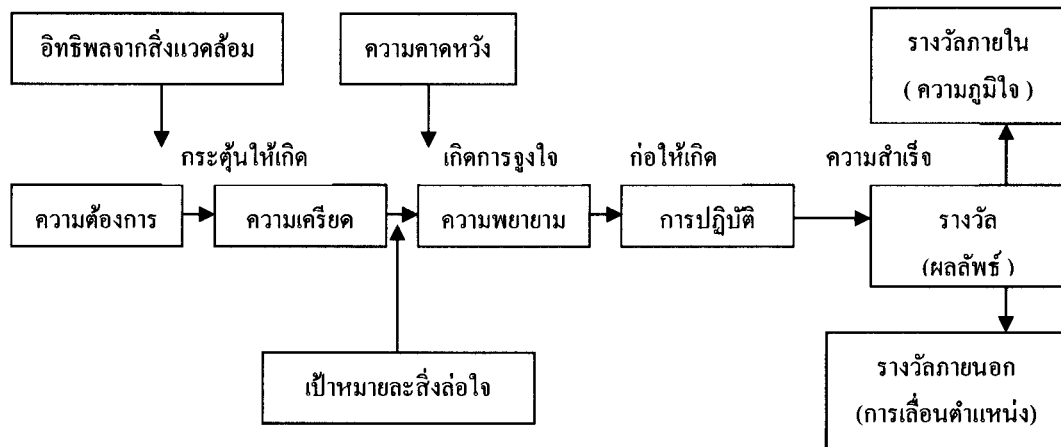 อิทธิพลจากสิ่งแวดล้อม
ความคาดหวัง
รางวัลภายใน
( ความภูมิใจ )
กระตุ้นให้เกิด
เกิดการจูงใจ
ก่อให้เกิด
ความสำเร็จ
ความต้องการ
ความเครียด
ความพยายาม
การปฏิบัติ
รางวัล
(ผลลัพธ์ )
เป้าหมายละสิ่งล่อใจ
รางวัลภายนอก
(การเลื่อนตำแหน่ง)